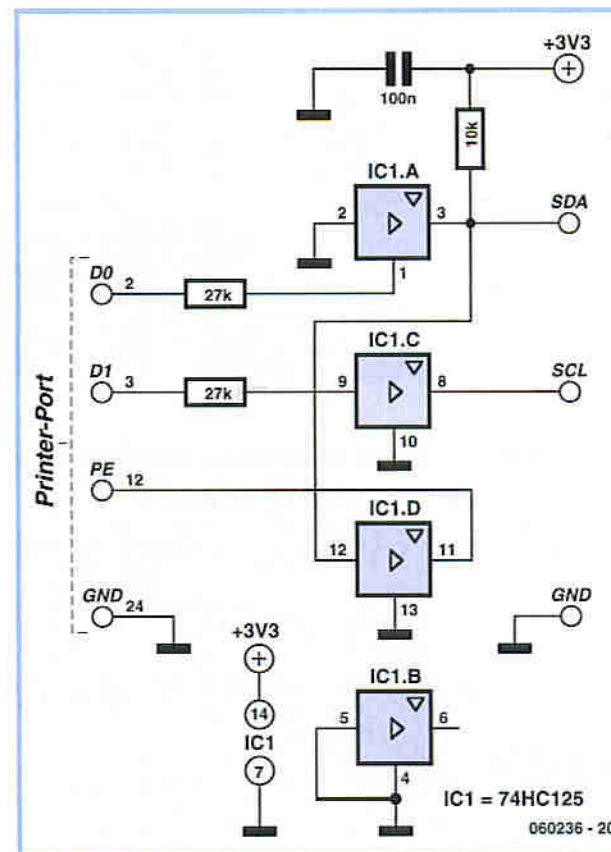 +3V3
100n
10k
IC1.A
2 3 SDA
1
D0 2 27k
IC1.C
D1 3 27k 9 8 SCL
10
PE 12
IC1.D
12 11
13
Printer-Port
GND 24 GND
+3V3
IC1.B
14 5 6
IC1
7 4
IC1 = 74HC125
060236 - 20